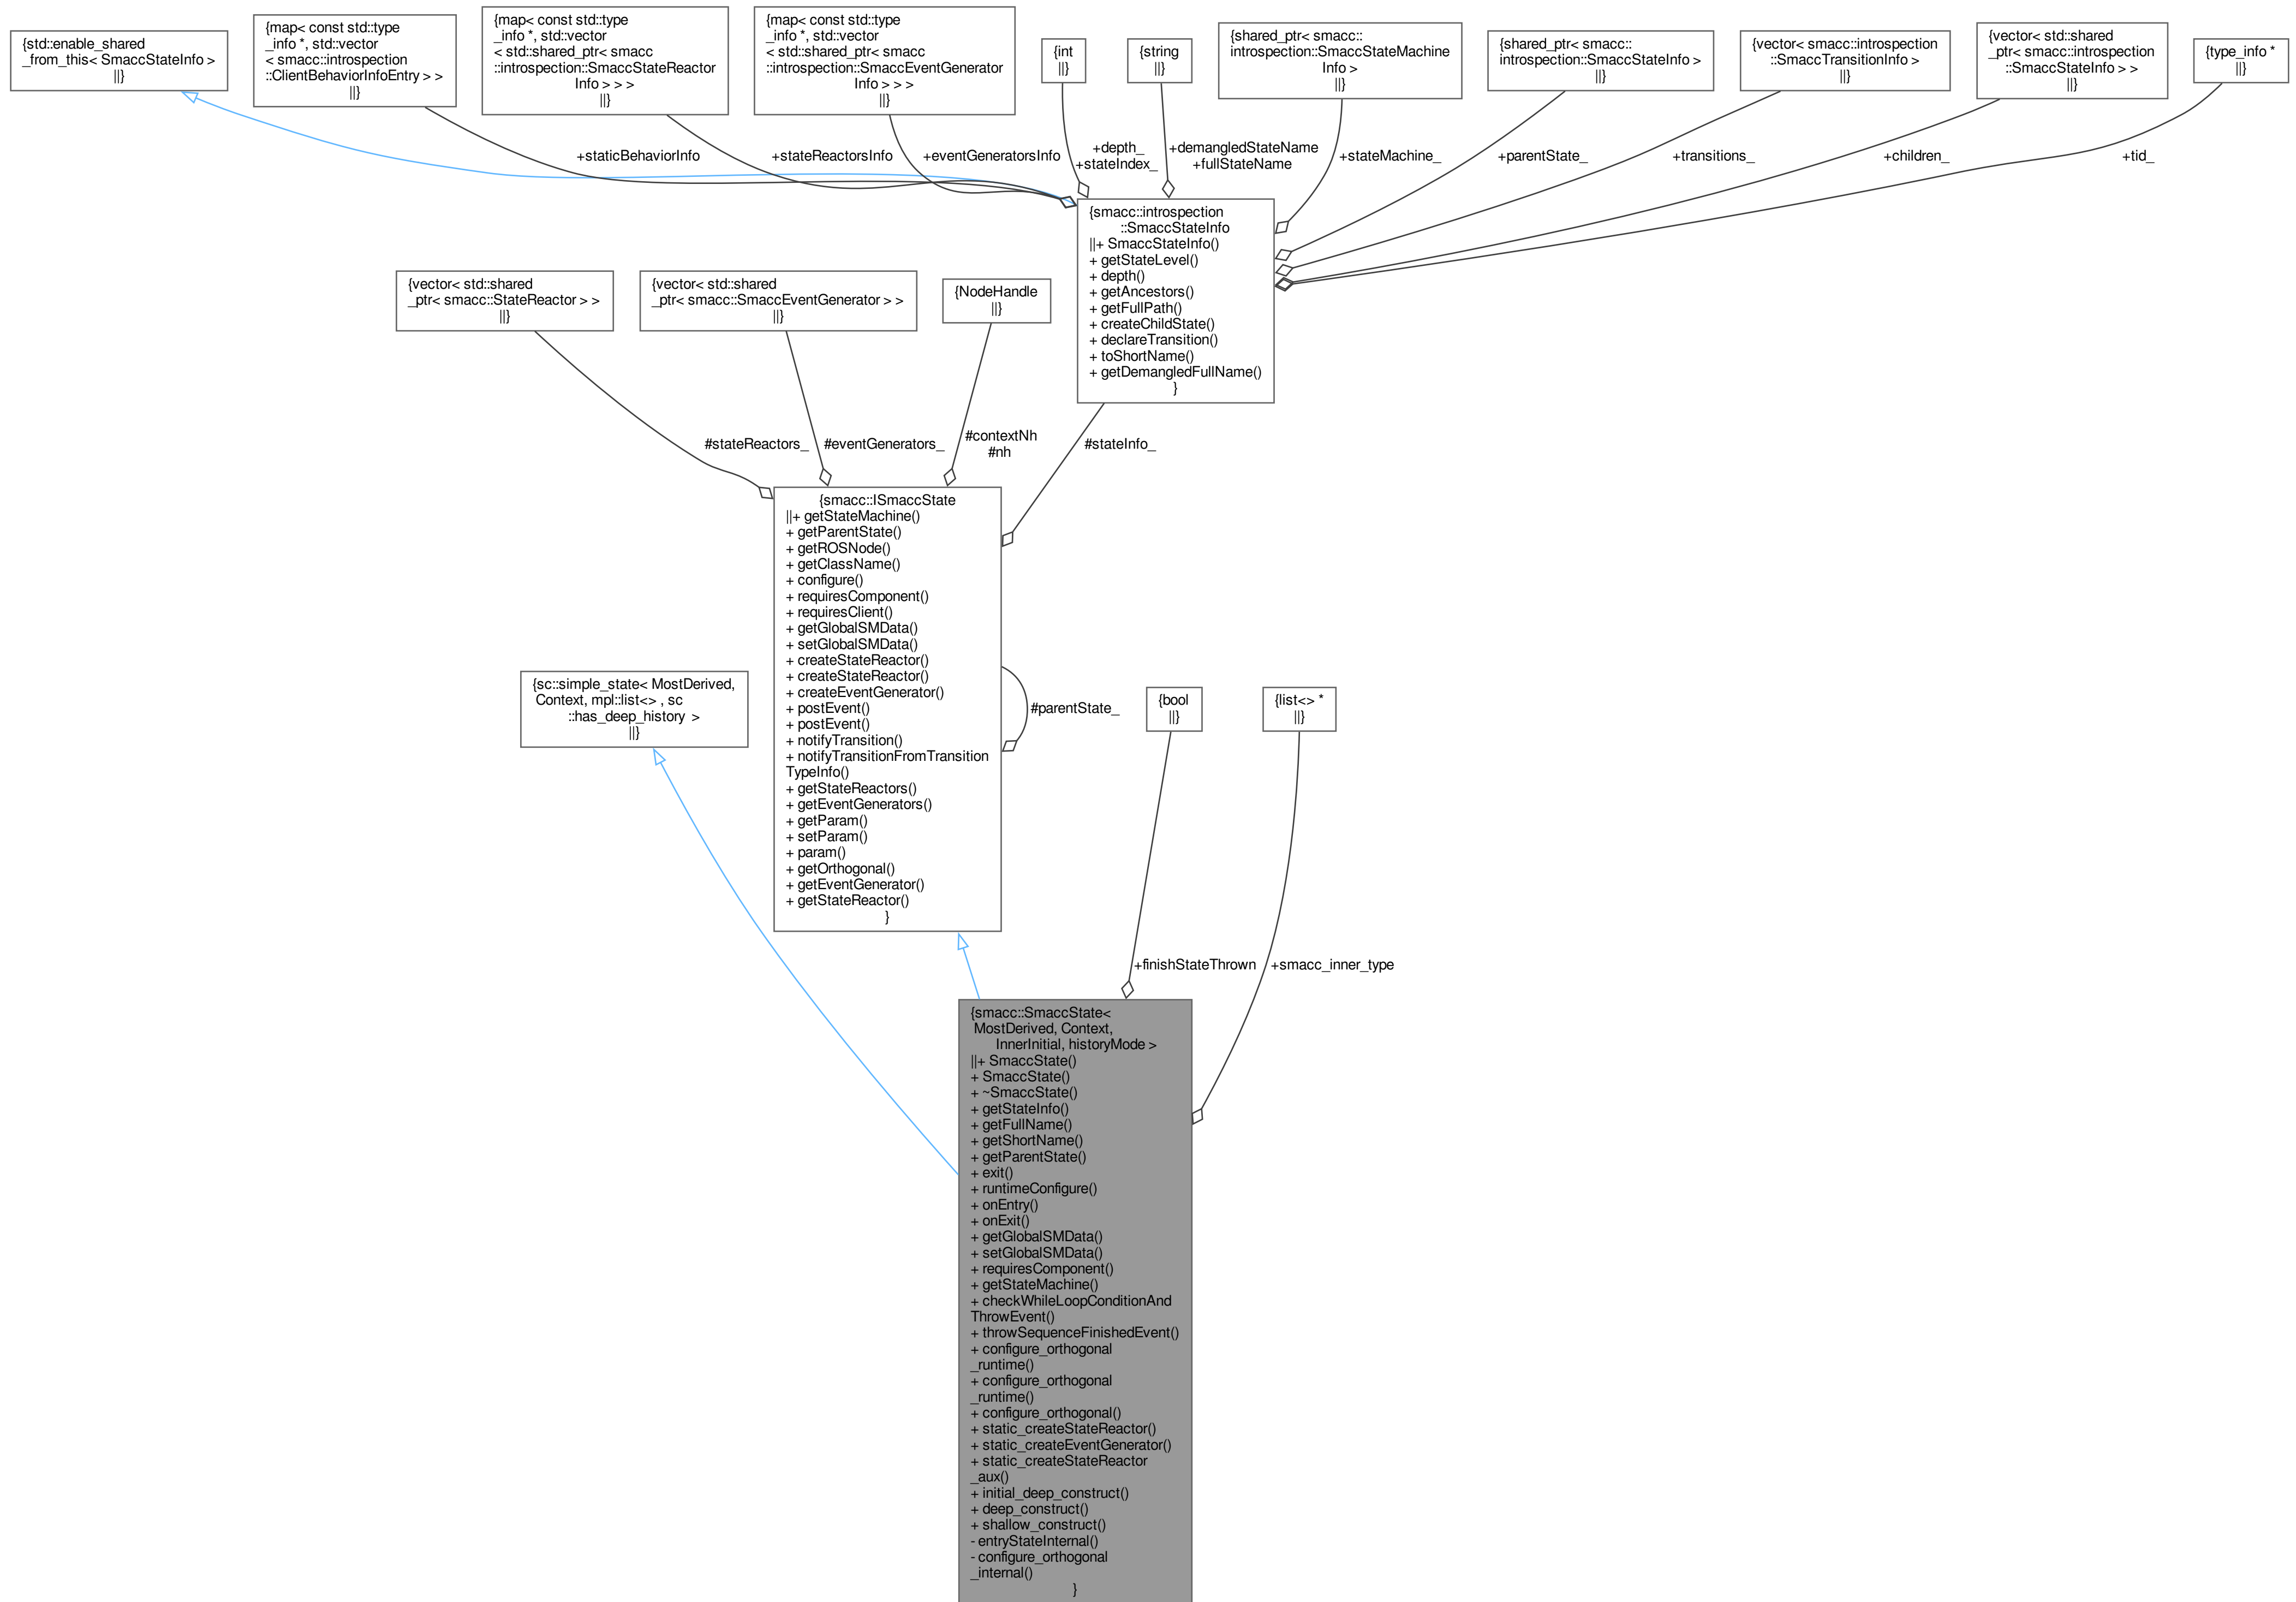 {std::enable_shared
_from_this< SmaccStateInfo >
||}
{map< const std::type
_info *, std::vector
< smacc::introspection
::ClientBehaviorInfoEntry > >
||}
{map< const std::type
_info *, std::vector
< std::shared_ptr< smacc
::introspection::SmaccStateReactor
Info > > >
||}
{map< const std::type
_info *, std::vector
< std::shared_ptr< smacc
::introspection::SmaccEventGenerator
Info > > >
||}
{int
||}
{string
||}
{shared_ptr< smacc::
introspection::SmaccStateMachine
Info >
||}
{shared_ptr< smacc::
introspection::SmaccStateInfo >
||}
{vector< smacc::introspection
::SmaccTransitionInfo >
||}
{vector< std::shared
_ptr< smacc::introspection
::SmaccStateInfo > >
||}
{type_info *
||}
+staticBehaviorInfo
+stateReactorsInfo
+eventGeneratorsInfo
+depth_
+stateIndex_
+demangledStateName
+fullStateName
+stateMachine_
+parentState_
+transitions_
+children_
+tid_
{smacc::introspection
::SmaccStateInfo
||+ SmaccStateInfo()
+ getStateLevel()
+ depth()
+ getAncestors()
+ getFullPath()
+ createChildState()
+ declareTransition()
+ toShortName()
+ getDemangledFullName()
}
{vector< std::shared
_ptr< smacc::StateReactor > >
||}
{vector< std::shared
_ptr< smacc::SmaccEventGenerator > >
||}
{NodeHandle
||}
#stateReactors_
#eventGenerators_
#contextNh
#nh
#stateInfo_
{smacc::ISmaccState
||+ getStateMachine()
+ getParentState()
+ getROSNode()
+ getClassName()
+ configure()
+ requiresComponent()
+ requiresClient()
+ getGlobalSMData()
+ setGlobalSMData()
+ createStateReactor()
+ createStateReactor()
+ createEventGenerator()
+ postEvent()
+ postEvent()
+ notifyTransition()
+ notifyTransitionFromTransition
TypeInfo()
+ getStateReactors()
+ getEventGenerators()
+ getParam()
+ setParam()
+ param()
+ getOrthogonal()
+ getEventGenerator()
+ getStateReactor()
}
#parentState_
{sc::simple_state< MostDerived,
Context, mpl::list<> , sc
::has_deep_history >
||}
{bool
||}
{list<> *
||}
+finishStateThrown
+smacc_inner_type
{smacc::SmaccState<
MostDerived, Context,
InnerInitial, historyMode >
||+ SmaccState()
+ SmaccState()
+ ~SmaccState()
+ getStateInfo()
+ getFullName()
+ getShortName()
+ getParentState()
+ exit()
+ runtimeConfigure()
+ onEntry()
+ onExit()
+ getGlobalSMData()
+ setGlobalSMData()
+ requiresComponent()
+ getStateMachine()
+ checkWhileLoopConditionAnd
ThrowEvent()
+ throwSequenceFinishedEvent()
+ configure_orthogonal
_runtime()
+ configure_orthogonal
_runtime()
+ configure_orthogonal()
+ static_createStateReactor()
+ static_createEventGenerator()
+ static_createStateReactor
_aux()
+ initial_deep_construct()
+ deep_construct()
+ shallow_construct()
- entryStateInternal()
- configure_orthogonal
_internal()
}